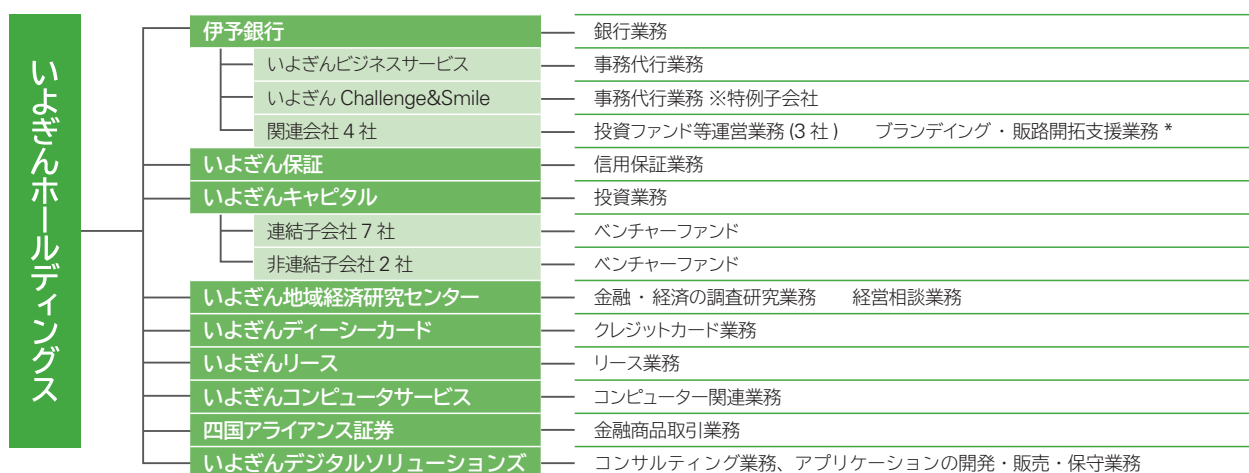 いよぎんホールディングス
伊予銀行 銀行業務
いよぎんビジネスサービス 事務代行業務
いよぎん Challenge&Smile 事務代行業務 ※特例子会社
関連会社 4 社 投資ファンド等運営業務 (3 社 ) ブランデイング・販路開拓支援業務 *
いよぎん保証 信用保証業務
いよぎんキャピタル 投資業務
連結子会社 7 社 ベンチャーファンド
非連結子会社 2 社 ベンチャーファンド
いよぎん地域経済研究センター 金融・経済の調査研究業務 経営相談業務
いよぎんディーシーカード クレジットカード業務
いよぎんリース リース業務
いよぎんコンピュータサービス コンピューター関連業務
四国アライアンス証券 金融商品取引業務
いよぎんデジタルソリューションズ コンサルティング業務、アプリケーションの開発・販売・保守業務